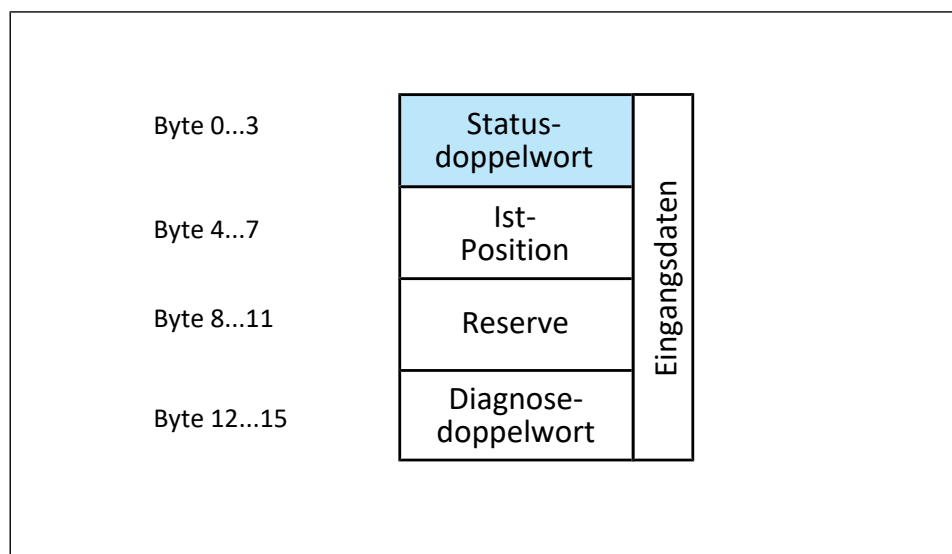 Byte 0...3
Status-
doppelwort
Byte 4...7
Ist-
Position
Byte 8...11
Reserve
Byte 12...15
Diagnose-
doppelwort
Eingangsdaten